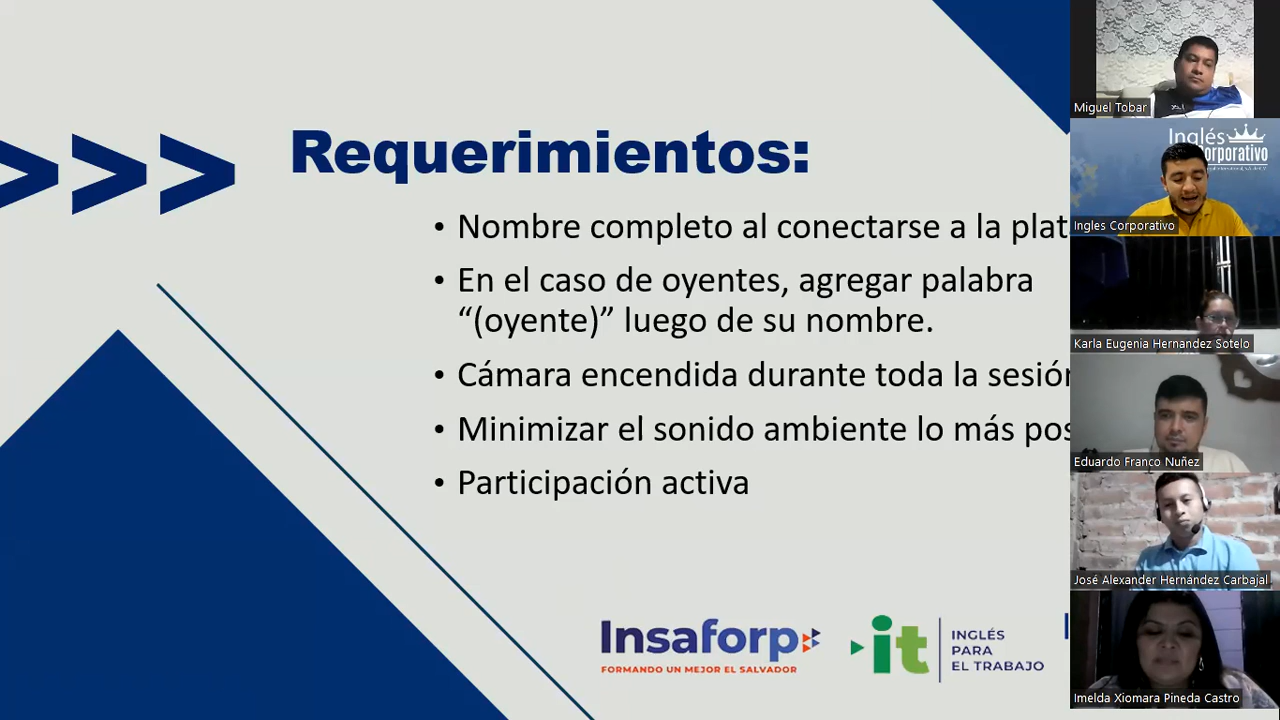 >>> Requerimientos:
• Nombre completo al conectarse a la plat
• En el caso de oyentes, agregar palabra
“(oyente)” luego de su nombre.
• Cámara encendida durante toda la sesión
• Minimizar el sonido ambiente lo más pos
• Participación activa
Insaforp
FORMANDO UN MEJOR EL SALVADOR
it
INGLÉS
PARA
EL TRABAJO
Miguel Tobar
Inglés
Corporativo
Ingles Corporativo
Karla Eugenia Hernandez Sotelo
Eduardo Franco Nuñez
José Alexander Hernández Carbajal
Imelda Xiomara Pineda Castro